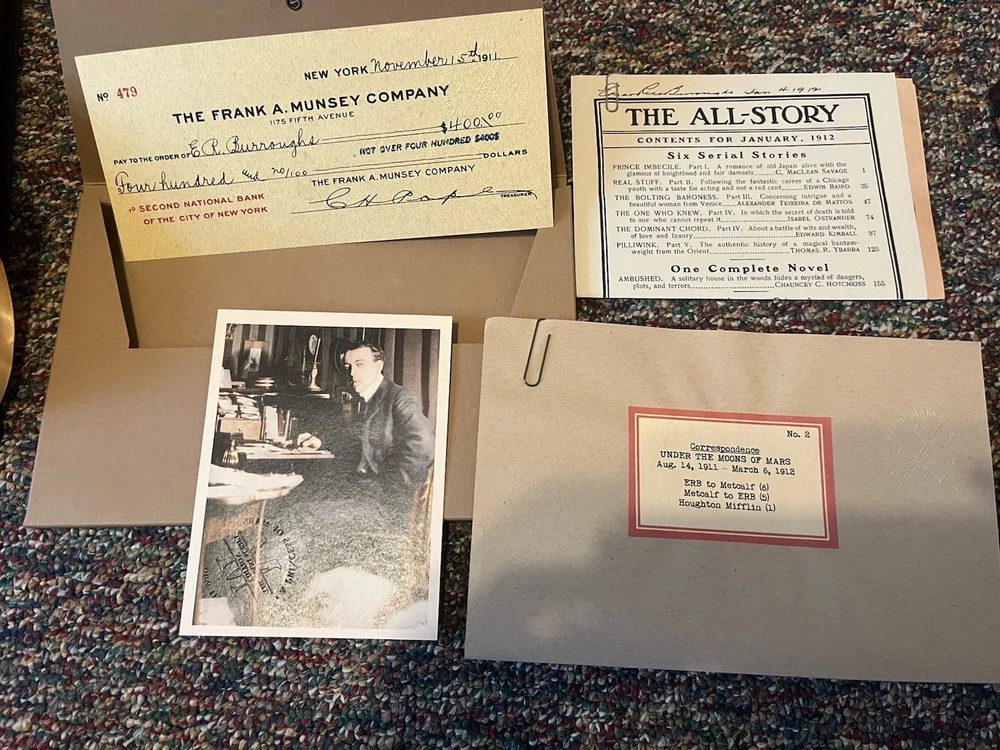 NEW YORK November 15th 1911
No 479
THE FRANK A. MUNSEY COMPANY
175 FIFTH AVENUE
PAY TO THE ORDER OF E R Burroughs $400.00
NOT OVER FOUR HUNDRED $400$
Four hundred and no/100 DOLLARS
THE FRANK A. MUNSEY COMPANY
TO SECOND NATIONAL BANK
OF THE CITY OF NEW YORK
C H Pope TREASURER
Edgar Rice Burroughs Jan 4 1912
THE ALL-STORY
CONTENTS FOR JANUARY, 1912
Six Serial Stories
PRINCE IMBECILE. Part I. A romance of old Japan alive with the
glamour of knighthood and fair damsels.....C. MACLEAN SAVAGE 1
REAL STUFF. Part II. Following the fantastic career of a Chicago
youth with a taste for acting and not a red cent.........EDWIN BAIRD 25
THE BOLTING BARONESS. Part III. Concerning intrigue and a
beautiful woman from Venice.....ALEXANDER TEIXEIRA DE MATTOS 47
THE ONE WHO KNEW. Part IV. In which the secret of death is told
to one who cannot repeat it.....................ISABEL OSTRANDER 74
THE DOMINANT CHORD. Part IV. About a battle of wits and wealth,
of love and luxury.............................EDWARD KIMBALL 97
PILLIWINK. Part V. The authentic history of a magical bantam-
weight from the Orient.........................THOMAS R. YBARRA 125
One Complete Novel
AMBUSHED. A solitary house in the woods hides a myriad of dangers,
plots, and terrors.........................CHAUNCEY C. HOTCHKISS 155
No. 2
Correspondence
UNDER THE MOONS OF MARS
Aug. 14, 1911 - March 6, 1912
ERB to Metcalf (6)
Metcalf to ERB (5)
Houghton Mifflin (1)